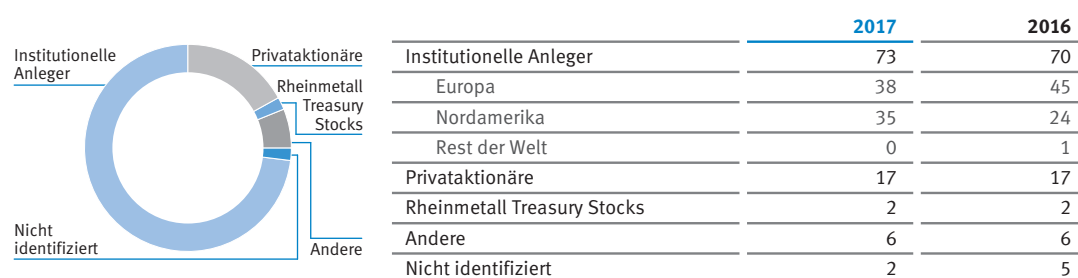 Institutionelle
Anleger
Privataktionäre
Rheinmetall
Treasury
Stocks
Nicht
identifiziert
Andere
2017 2016
Institutionelle Anleger 73 70
Europa 38 45
Nordamerika 35 24
Rest der Welt 0 1
Privataktionäre 17 17
Rheinmetall Treasury Stocks 2 2
Andere 6 6
Nicht identifiziert 2 5